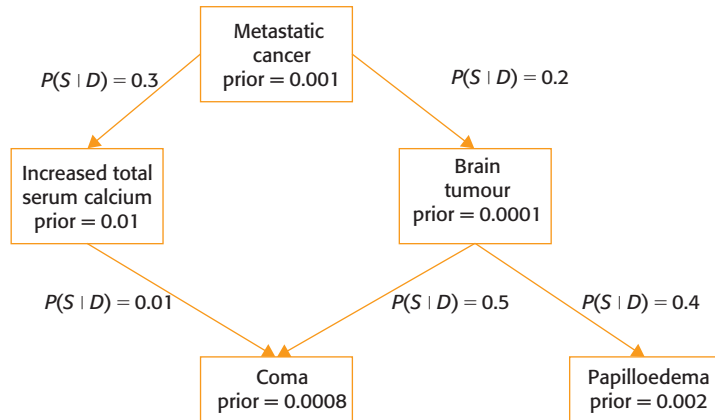 Metastatic
cancer
prior = 0.001
P(S | D) = 0.3
P(S | D) = 0.2
Increased total
serum calcium
prior = 0.01
Brain
tumour
prior = 0.0001
P(S | D) = 0.01
P(S | D) = 0.5
P(S | D) = 0.4
Coma
prior = 0.0008
Papilloedema
prior = 0.002